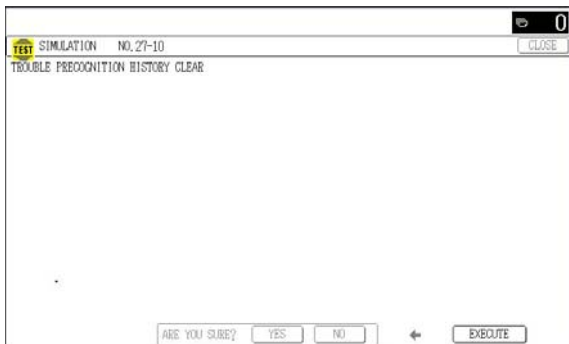 0
TEST SIMULATION NO.27-10 CLOSE
TROUBLE PRECOGNITION HISTORY CLEAR
ARE YOU SURE? YES NO EXECUTE